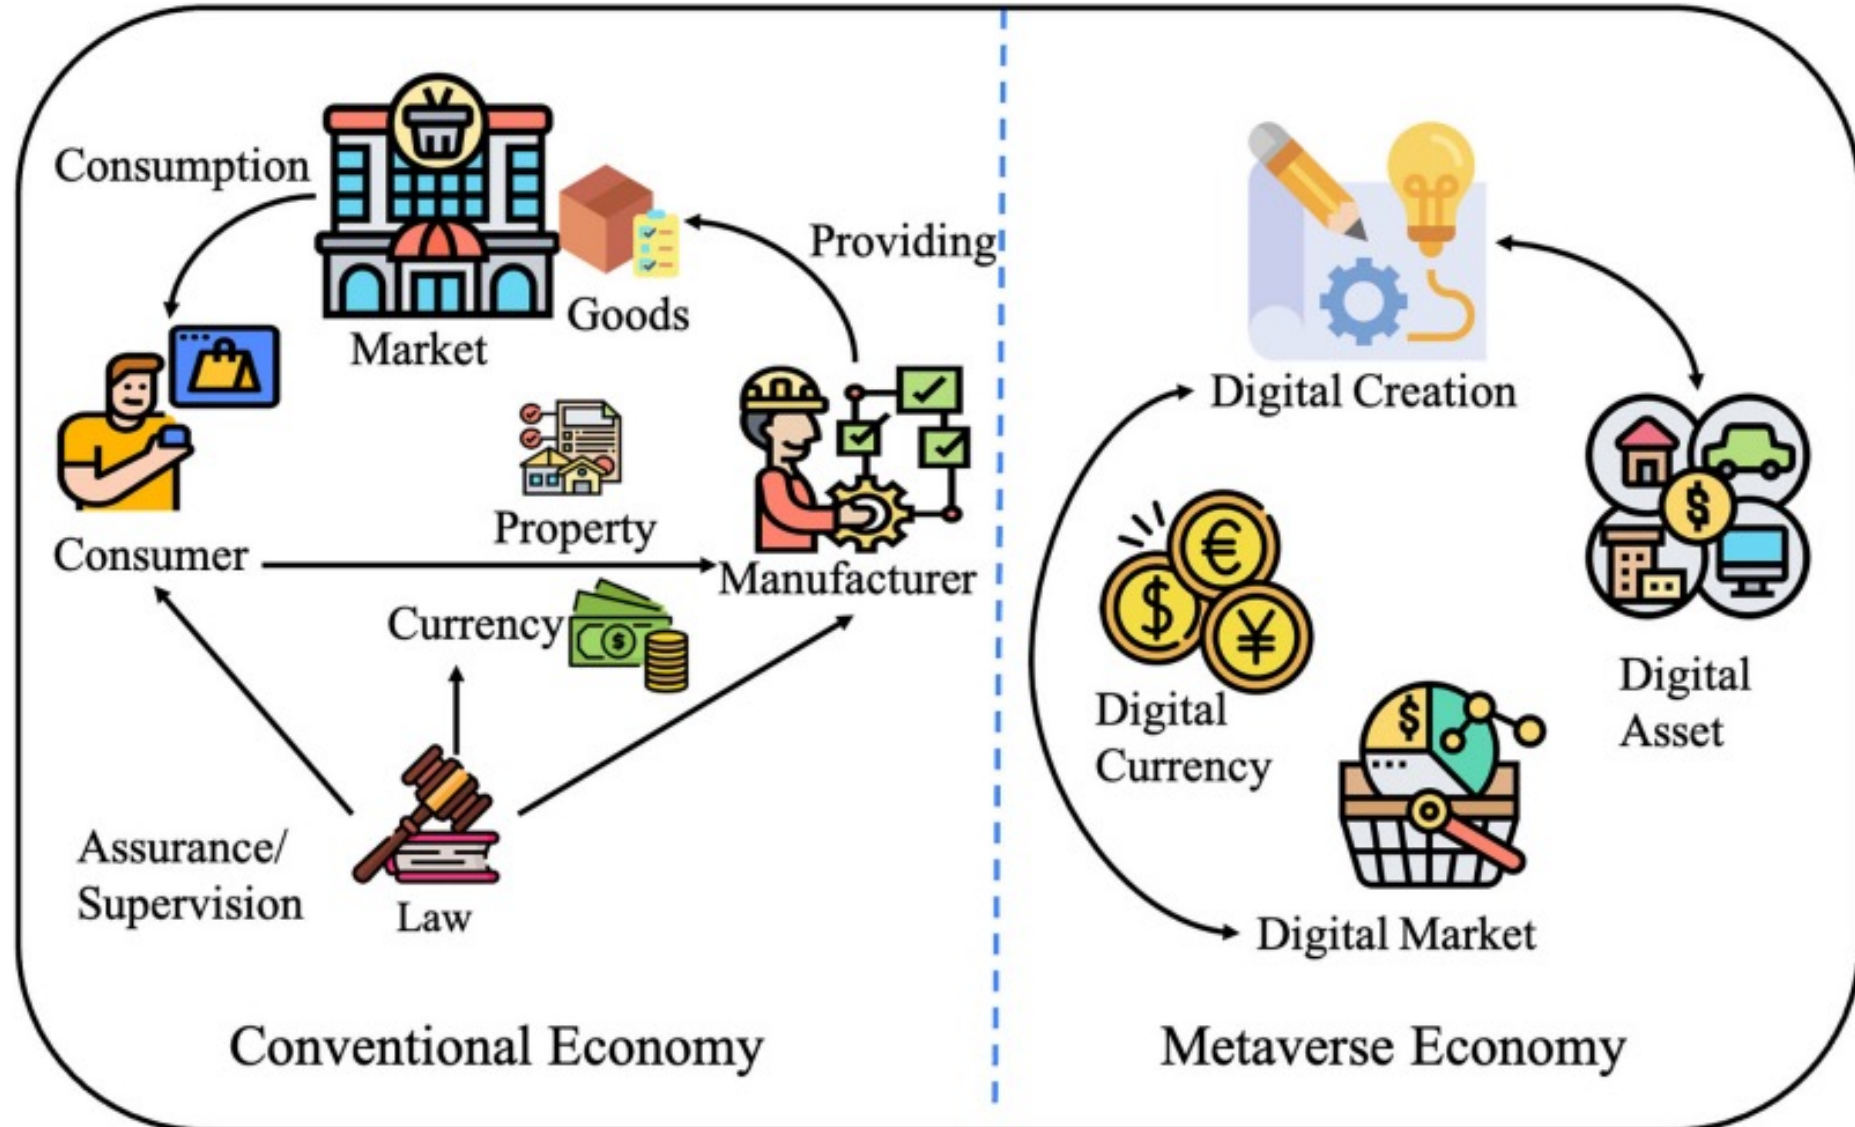 Consumption
Providing
Goods
Market
Property
Consumer
Manufacturer
Currency
Assurance/
Supervision
Law
Conventional Economy
Digital Creation
$
€
$
¥
Digital
Currency
$
Digital
Asset
$
Digital Market
Metaverse Economy